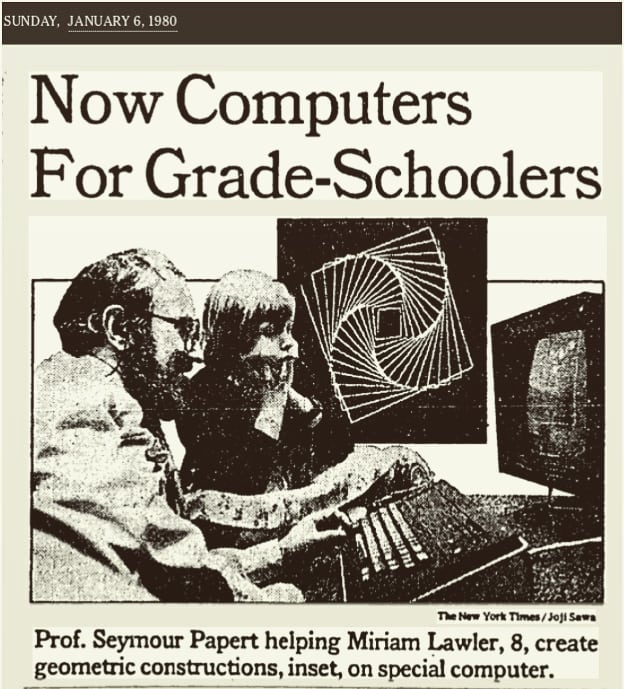 SUNDAY, JANUARY 6, 1980
Now Computers
For Grade-Schoolers
The New York Times/Joji Sawa
Prof. Seymour Papert helping Miriam Lawler, 8, create
geometric constructions, inset, on special computer.